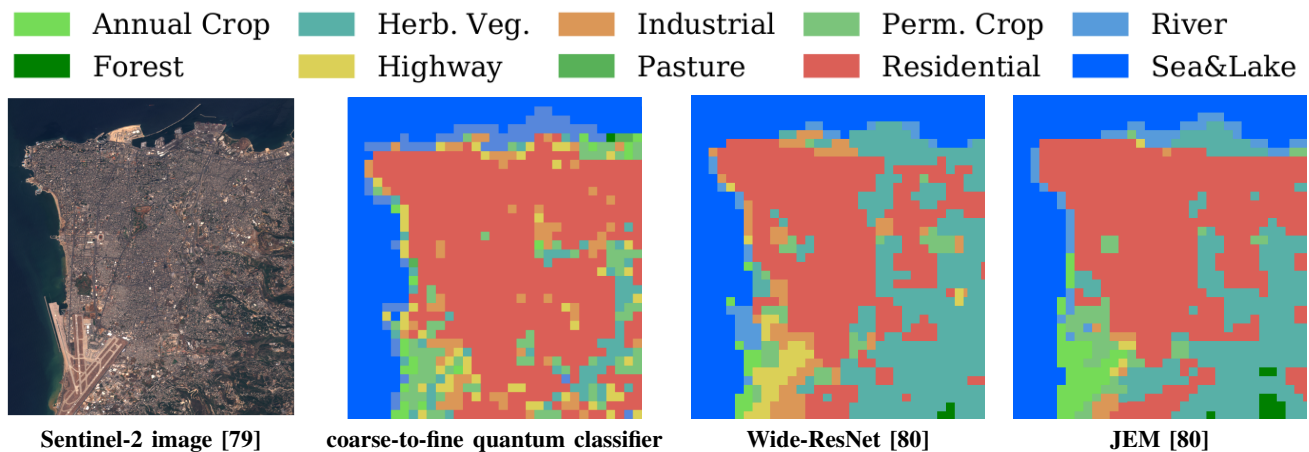 Annual Crop Herb. Veg. Industrial Perm. Crop River
Forest Highway Pasture Residential Sea&Lake
Sentinel-2 image [79] coarse-to-fine quantum classifier Wide-ResNet [80] JEM [80]